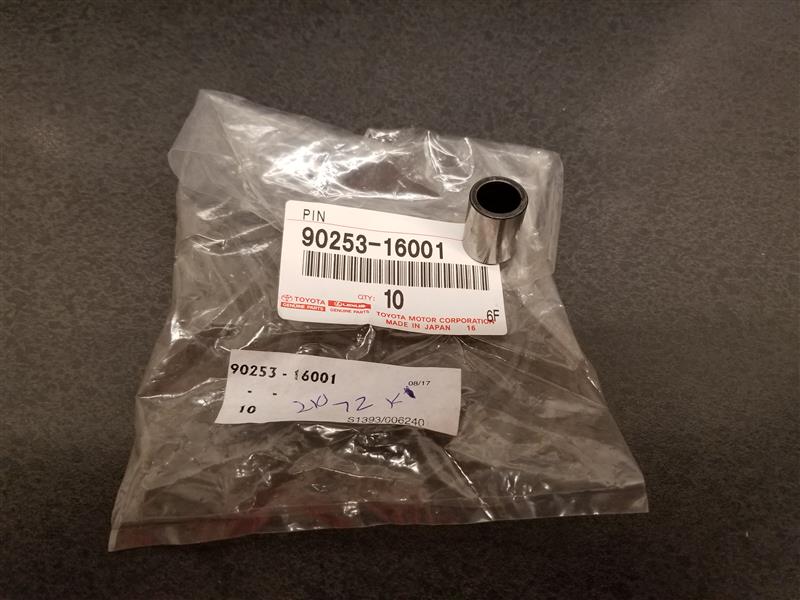 PIN
90253-16001
TOYOTA
GENUINE PARTS
LEXUS
GENUINE PARTS
QTY: 10
6F
TOYOTA MOTOR CORPORATION
MADE IN JAPAN 16
90253-16001
08/17
- -
10
S1393/006240